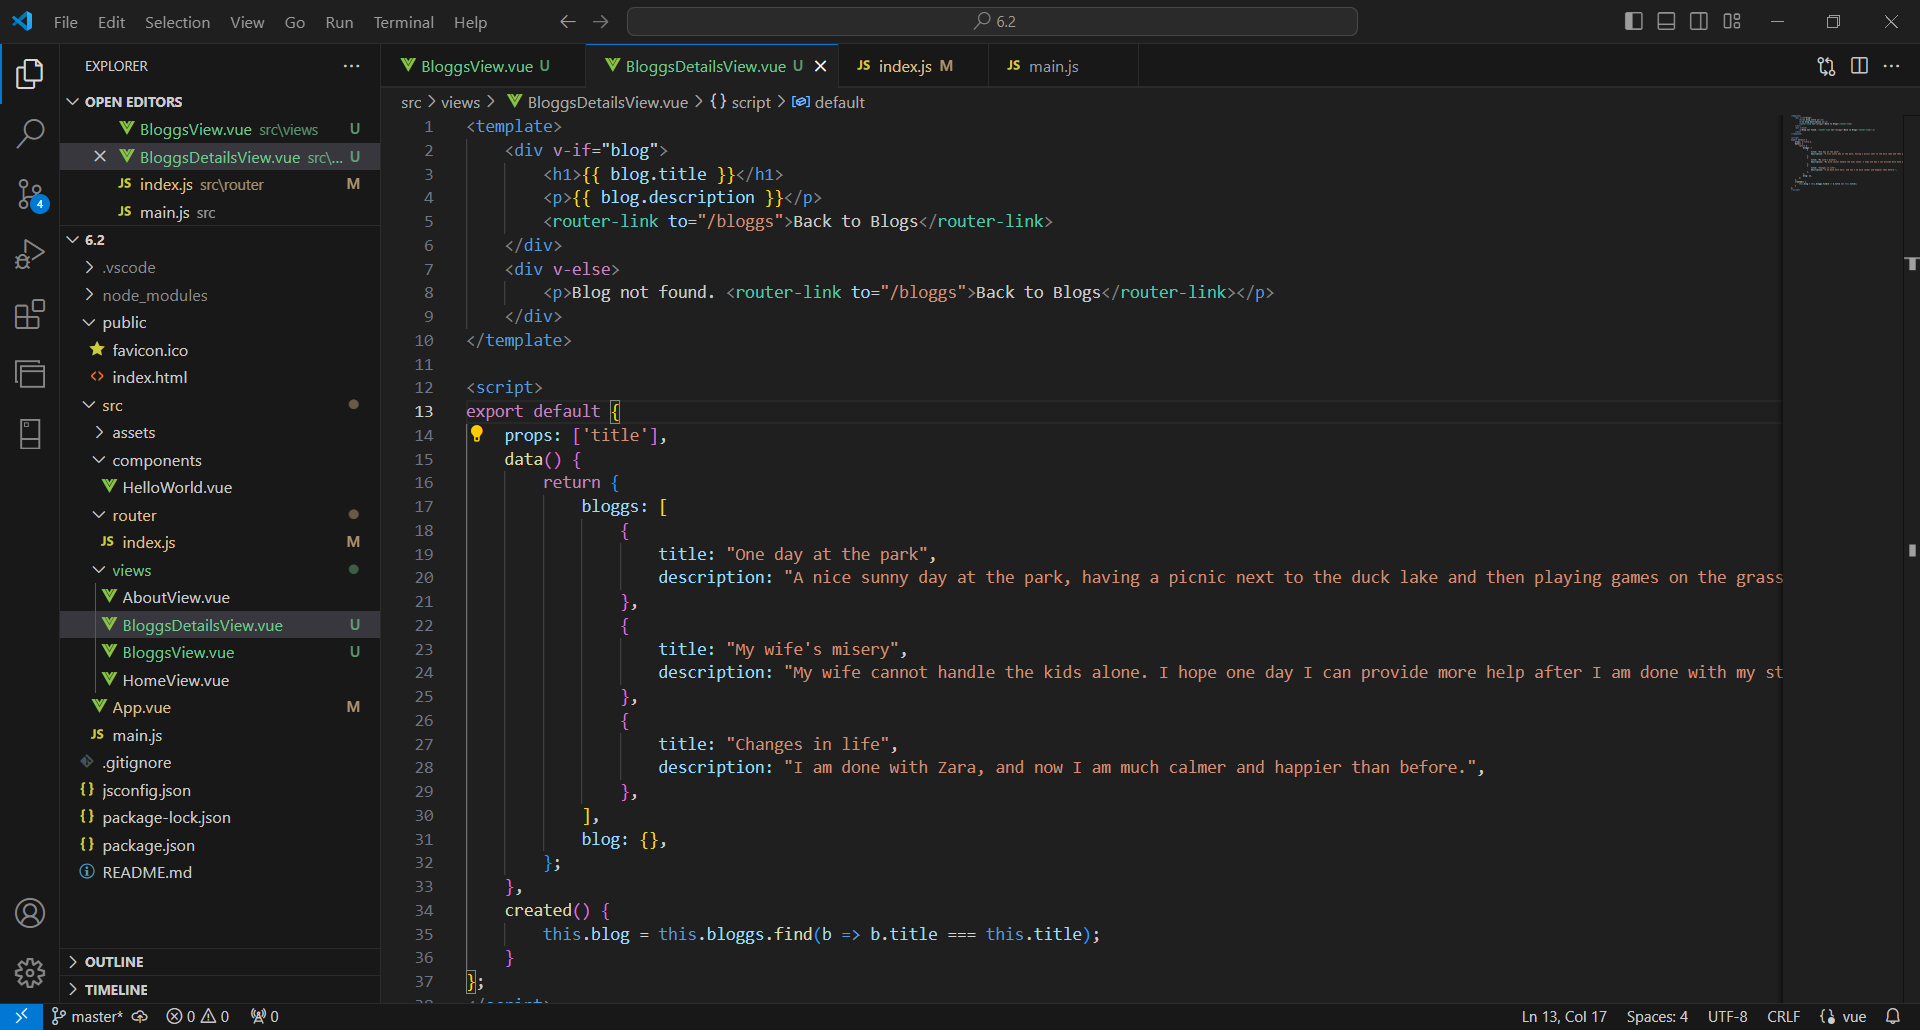 File Edit Selection View Go Run Terminal Help
6.2
EXPLORER
OPEN EDITORS
BloggsView.vue src\views U
BloggsDetailsView.vue src\... U
index.js src\router M
main.js src
6.2
.vscode
node_modules
public
favicon.ico
index.html
src
assets
components
HelloWorld.vue
router
JS index.js M
views
AboutView.vue
BloggsDetailsView.vue U
BloggsView.vue U
HomeView.vue
App.vue M
JS main.js
.gitignore
{} jsconfig.json
{} package-lock.json
{} package.json
README.md
OUTLINE
TIMELINE
BloggsView.vue U BloggsDetailsView.vue U JS index.js M JS main.js
src > views > BloggsDetailsView.vue > {} script > default
1 <template>
2 <div v-if="blog">
3 <h1>{{ blog.title }}</h1>
4 <p>{{ blog.description }}</p>
5 <router-link to="/bloggs">Back to Blogs</router-link>
6 </div>
7 <div v-else>
8 <p>Blog not found. <router-link to="/bloggs">Back to Blogs</router-link></p>
9 </div>
10 </template>
11
12 <script>
13 export default {
14 props: ['title'],
15 data() {
16 return {
17 bloggs: [
18 {
19 title: "One day at the park",
20 description: "A nice sunny day at the park, having a picnic next to the duck lake and then playing games on the grass
21 },
22 {
23 title: "My wife's misery",
24 description: "My wife cannot handle the kids alone. I hope one day I can provide more help after I am done with my st
25 },
26 {
27 title: "Changes in life",
28 description: "I am done with Zara, and now I am much calmer and happier than before.",
29 },
30 ],
31 blog: {},
32 };
33 },
34 created() {
35 this.blog = this.bloggs.find(b => b.title === this.title);
36 }
37 };
38 </script>
master* 0 0 0 Ln 13, Col 17 Spaces: 4 UTF-8 CRLF {} vue